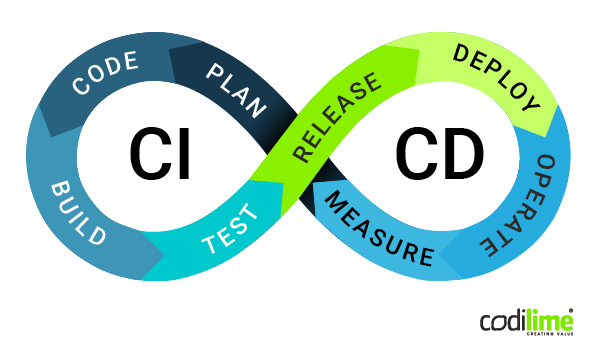 CODE
PLAN
RELEASE
DEPLOY
CI
CD
BUILD
TEST
MEASURE
OPERATE
codilime
CREATING VALUE